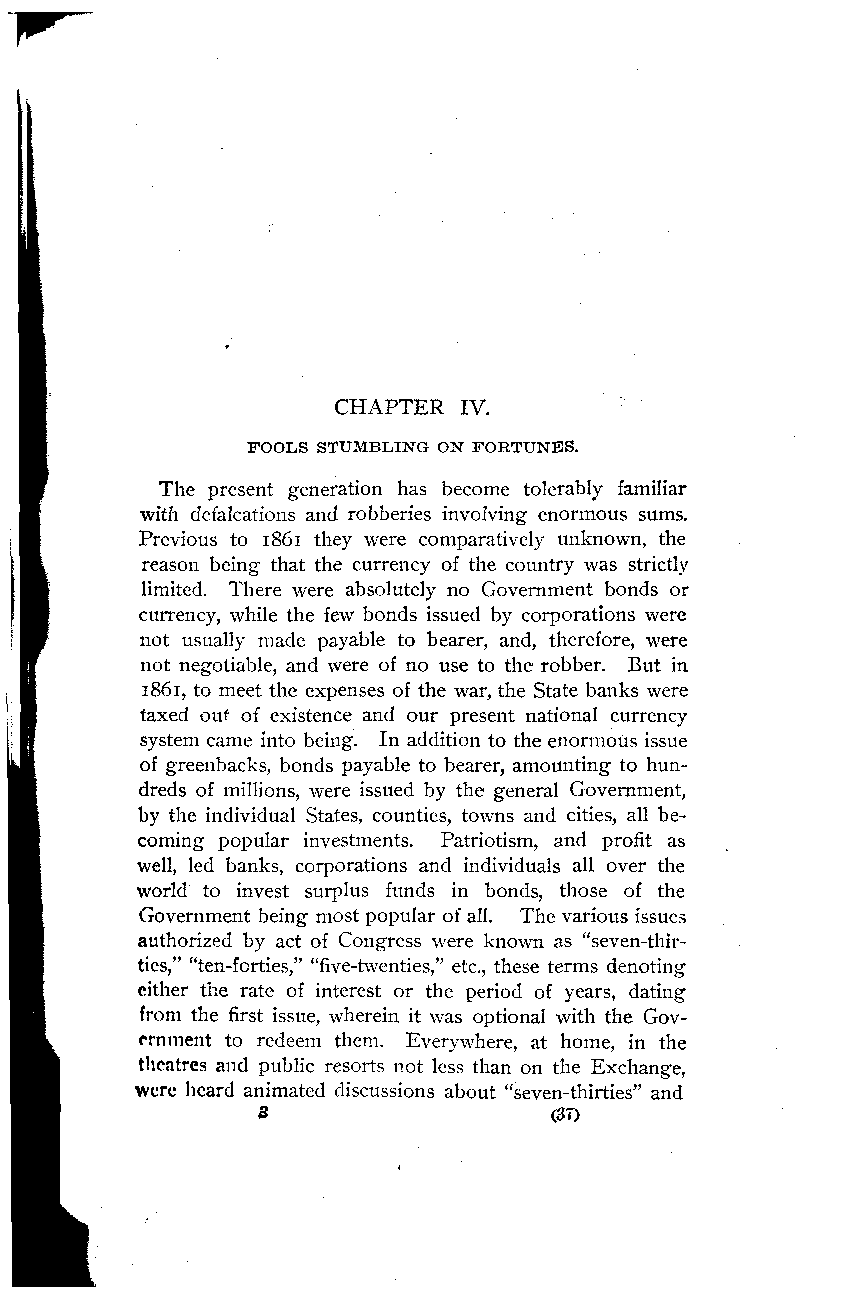 CHAPTER IV.
FOOLS STUMBLING ON FORTUNES.
The present generation has become tolerably familiar
with defalcations and robberies involving enormous sums.
Previous to 1861 they were comparatively unknown, the
reason being that the currency of the country was strictly
limited. There were absolutely no Government bonds or
currency, while the few bonds issued by corporations were
not usually made payable to bearer, and, therefore, were
not negotiable, and were of no use to the robber. But in
1861, to meet the expenses of the war, the State banks were
taxed out of existence and our present national currency
system came into being. In addition to the enormous issue
of greenbacks, bonds payable to bearer, amounting to hun-
dreds of millions, were issued by the general Government,
by the individual States, counties, towns and cities, all be-
coming popular investments. Patriotism, and profit as
well, led banks, corporations and individuals all over the
world to invest surplus funds in bonds, those of the
Government being most popular of all. The various issues
authorized by act of Congress were known as "seven-thir-
ties," "ten-forties," "five-twenties," etc., these terms denoting
either the rate of interest or the period of years, dating
from the first issue, wherein it was optional with the Gov-
ernment to redeem them. Everywhere, at home, in the
theatres and public resorts not less than on the Exchange,
were heard animated discussions about "seven-thirties" and
3 (37)